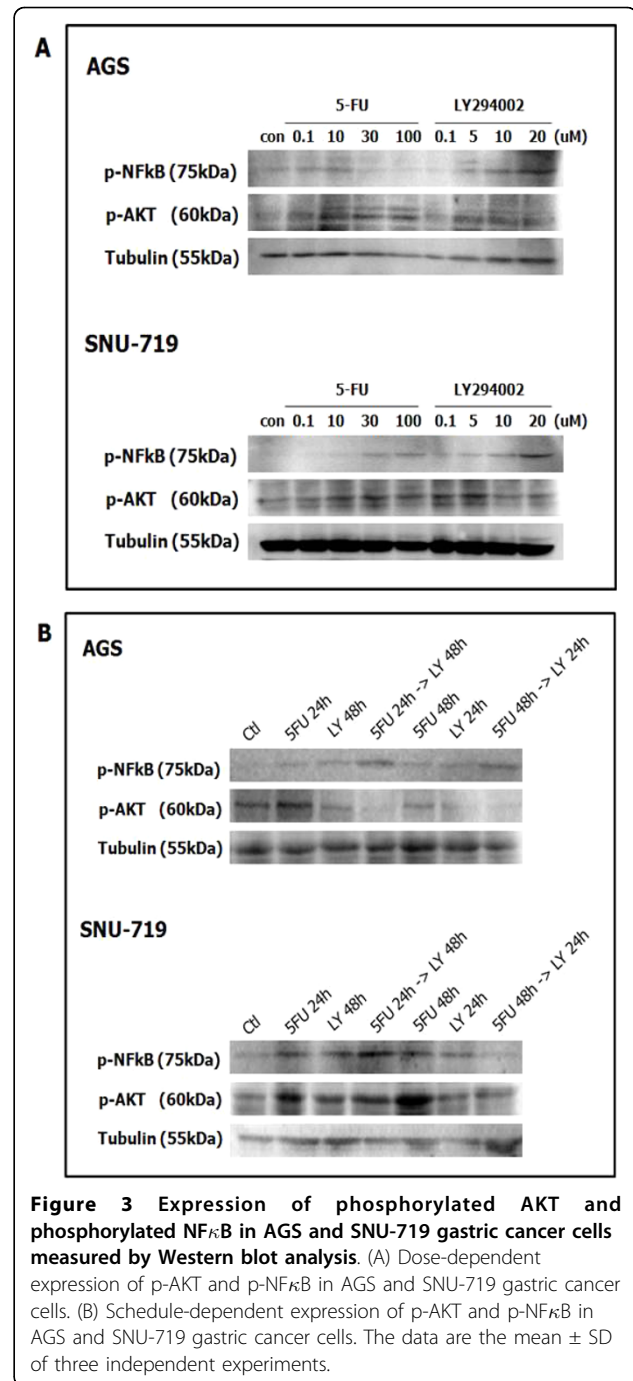 A
AGS
5-FU LY294002
con 0.1 10 30 100 0.1 5 10 20 (uM)
p-NFkB (75kDa)
p-AKT (60kDa)
Tubulin (55kDa)
SNU-719
5-FU LY294002
con 0.1 10 30 100 0.1 5 10 20 (uM)
p-NFkB (75kDa)
p-AKT (60kDa)
Tubulin (55kDa)
B
AGS
Ctl 5FU 24h LY 48h 5FU 24h -> LY 48h 5FU 48h LY 24h 5FU 48h -> LY 24h
p-NFkB (75kDa)
p-AKT (60kDa)
Tubulin (55kDa)
SNU-719
Ctl 5FU 24h LY 48h 5FU 24h -> LY 48h 5FU 48h LY 24h 5FU 48h -> LY 24h
p-NFkB (75kDa)
p-AKT (60kDa)
Tubulin (55kDa)
Figure 3 Expression of phosphorylated AKT and
phosphorylated NFκB in AGS and SNU-719 gastric cancer cells
measured by Western blot analysis. (A) Dose-dependent
expression of p-AKT and p-NFκB in AGS and SNU-719 gastric cancer
cells. (B) Schedule-dependent expression of p-AKT and p-NFκB in
AGS and SNU-719 gastric cancer cells. The data are the mean ± SD
of three independent experiments.